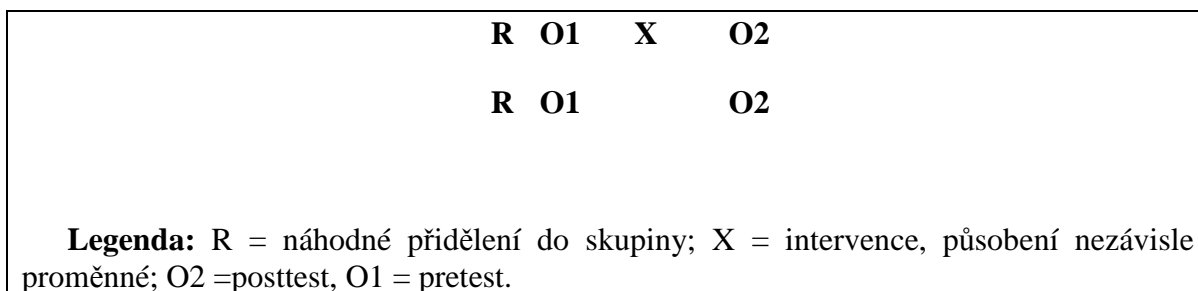 R O1 X O2
R O1 O2
Legenda: R = náhodné přidělení do skupiny; X = intervence, působení nezávisle
proměnné; O2 =posttest, O1 = pretest.